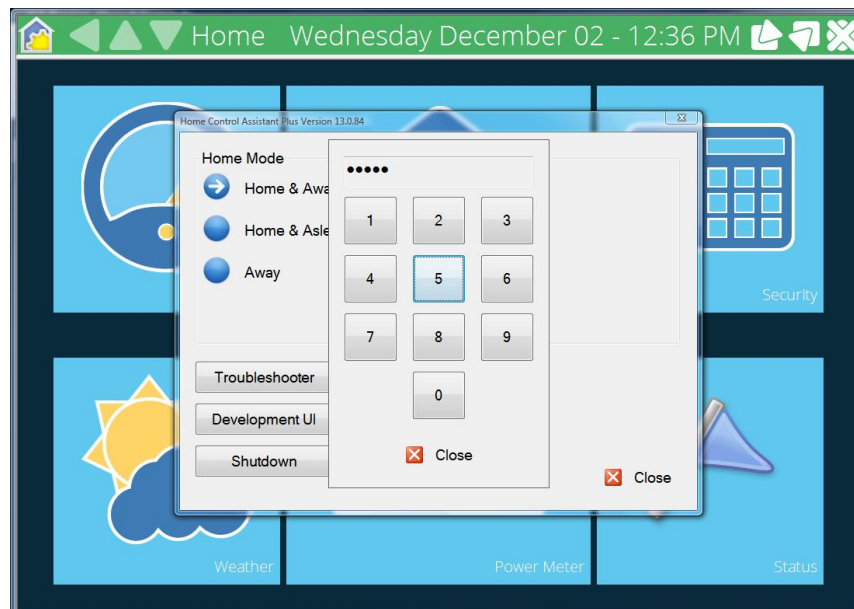 Home Wednesday December 02 - 12:36 PM
Home Control Assistant Plus Version 13.0.84
Home Mode
•••••
Home & Awa
Home & Asle
Away
1 2 3
4 5 6
7 8 9
0
Close
Troubleshooter
Development UI
Shutdown
Close
Security
Weather
Power Meter
Status